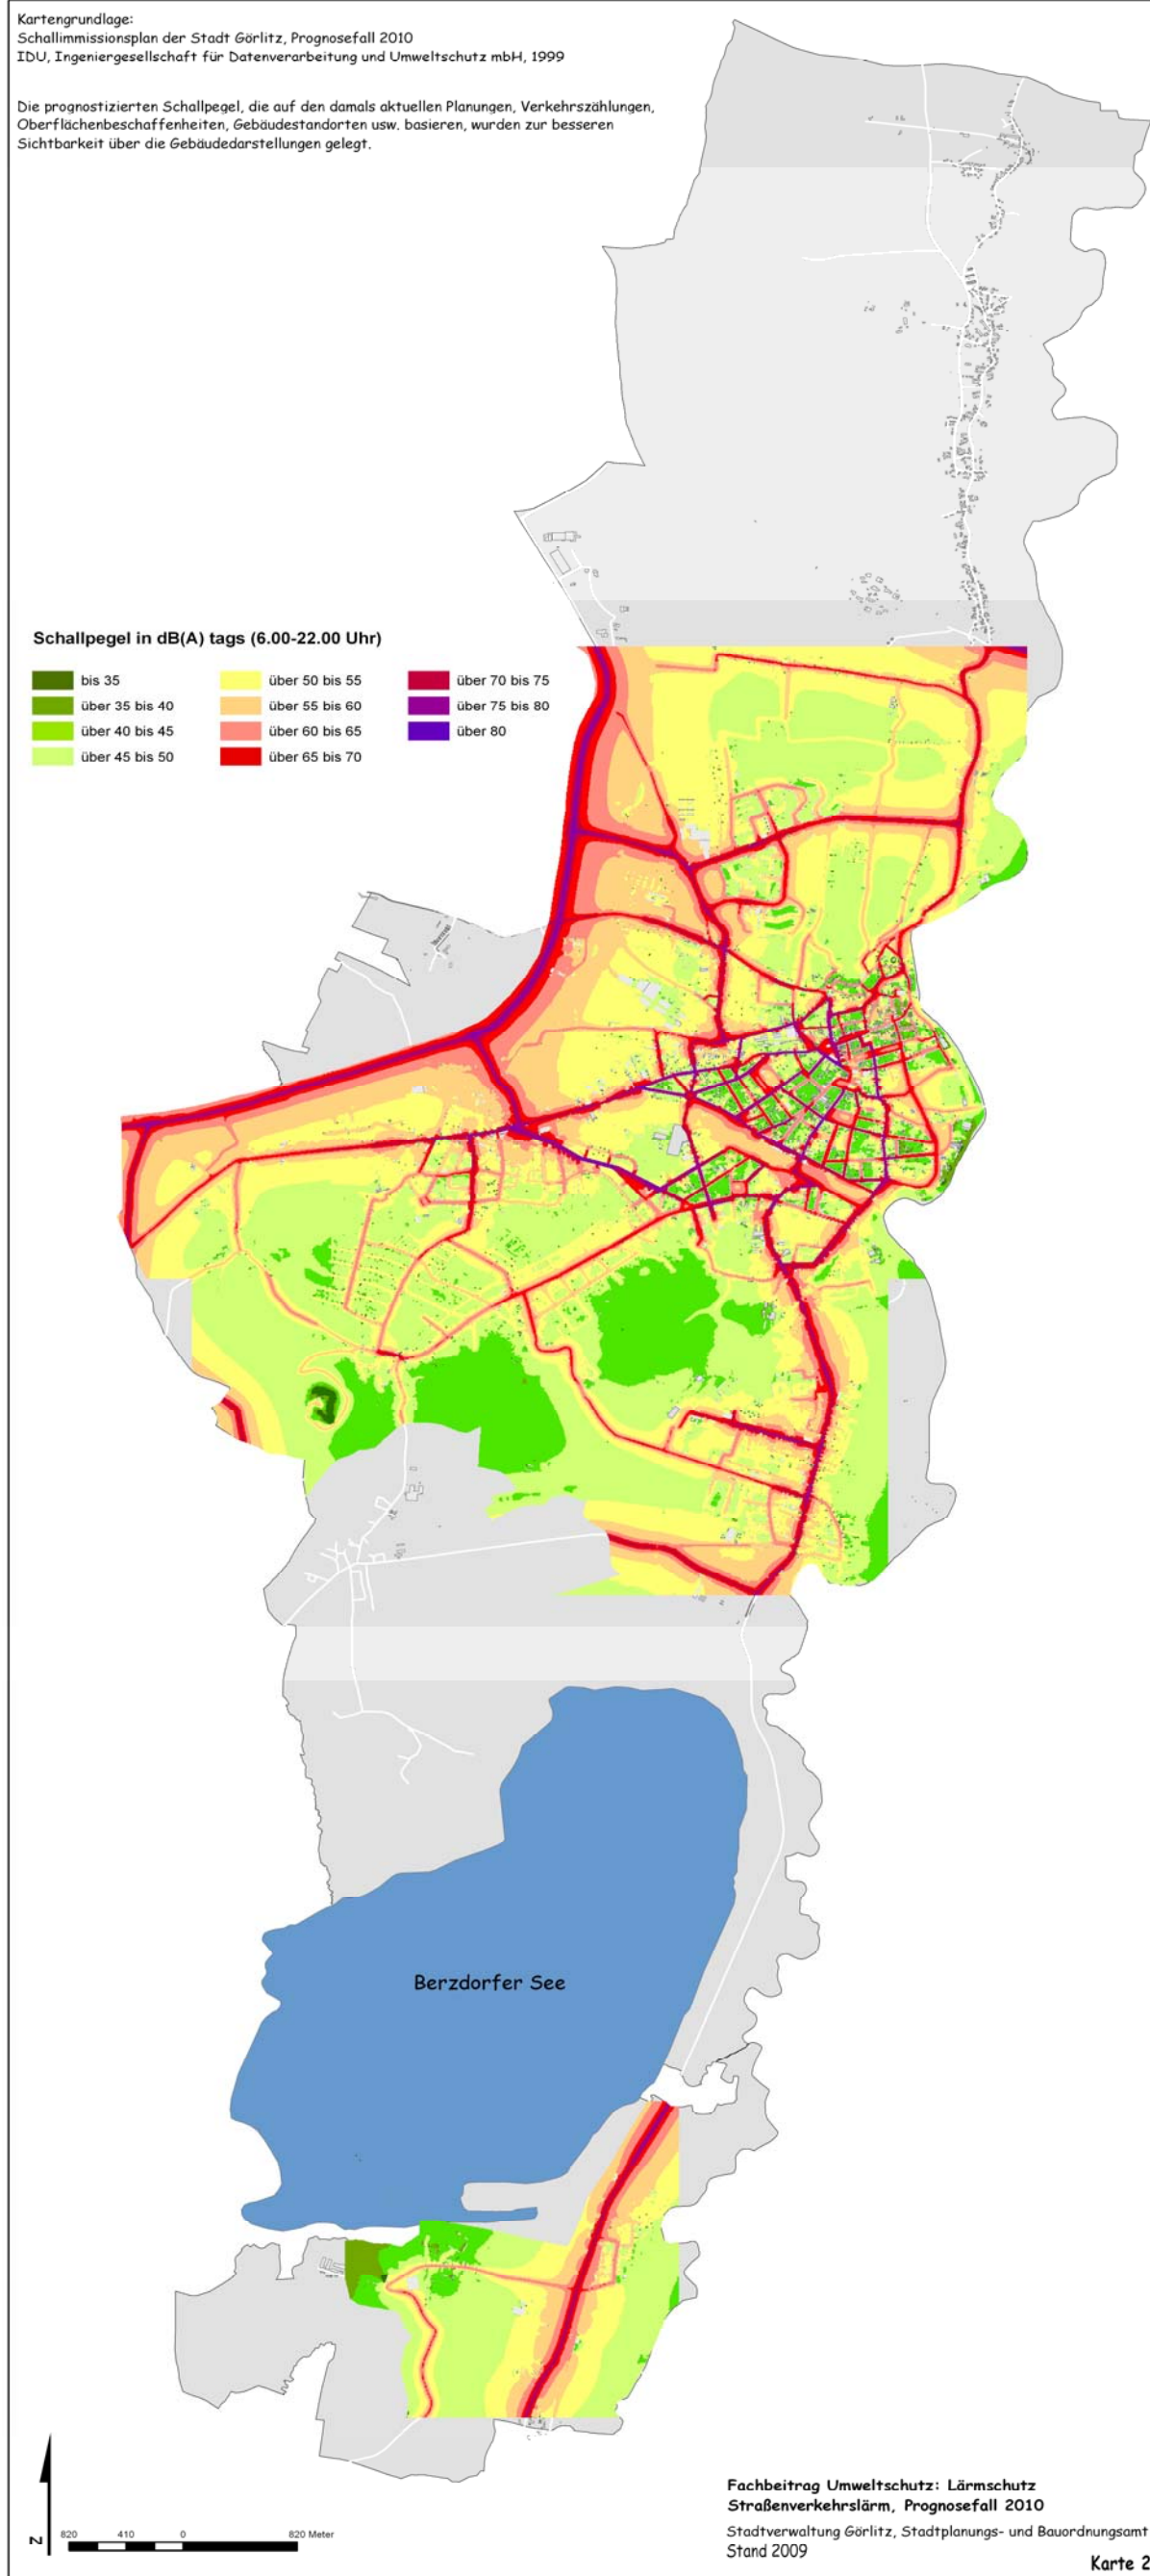 Kartengrundlage:
Schallimmissionsplan der Stadt Görlitz, Prognosefall 2010
IDU, Ingeniergesellschaft für Datenverarbeitung und Umweltschutz mbH, 1999
Die prognostizierten Schallpegel, die auf den damals aktuellen Planungen, Verkehrszählungen,
Oberflächenbeschaffenheiten, Gebäudestandorten usw. basieren, wurden zur besseren
Sichtbarkeit über die Gebäudedarstellungen gelegt.
Schallpegel in dB(A) tags (6.00-22.00 Uhr)
bis 35
über 35 bis 40
über 40 bis 45
über 45 bis 50
über 50 bis 55
über 55 bis 60
über 60 bis 65
über 65 bis 70
über 70 bis 75
über 75 bis 80
über 80
Berzdorfer See
N
820 410 0 820 Meter
Fachbeitrag Umweltschutz: Lärmschutz
Straßenverkehrslärm, Prognosefall 2010
Stadtverwaltung Görlitz, Stadtplanungs- und Bauordnungsamt
Stand 2009
Karte 2